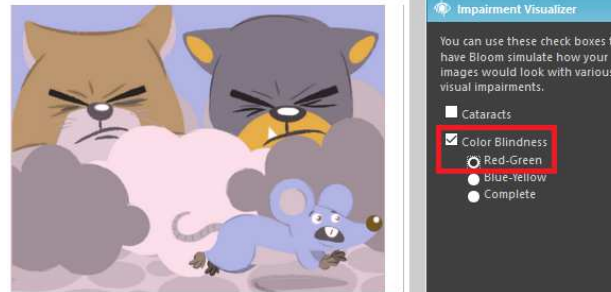 Impairment Visualizer
You can use these check boxes
have Bloom simulate how your
images would look with various
visual impairments.
Cataracts
Color Blindness
Red-Green
Blue-Yellow
Complete